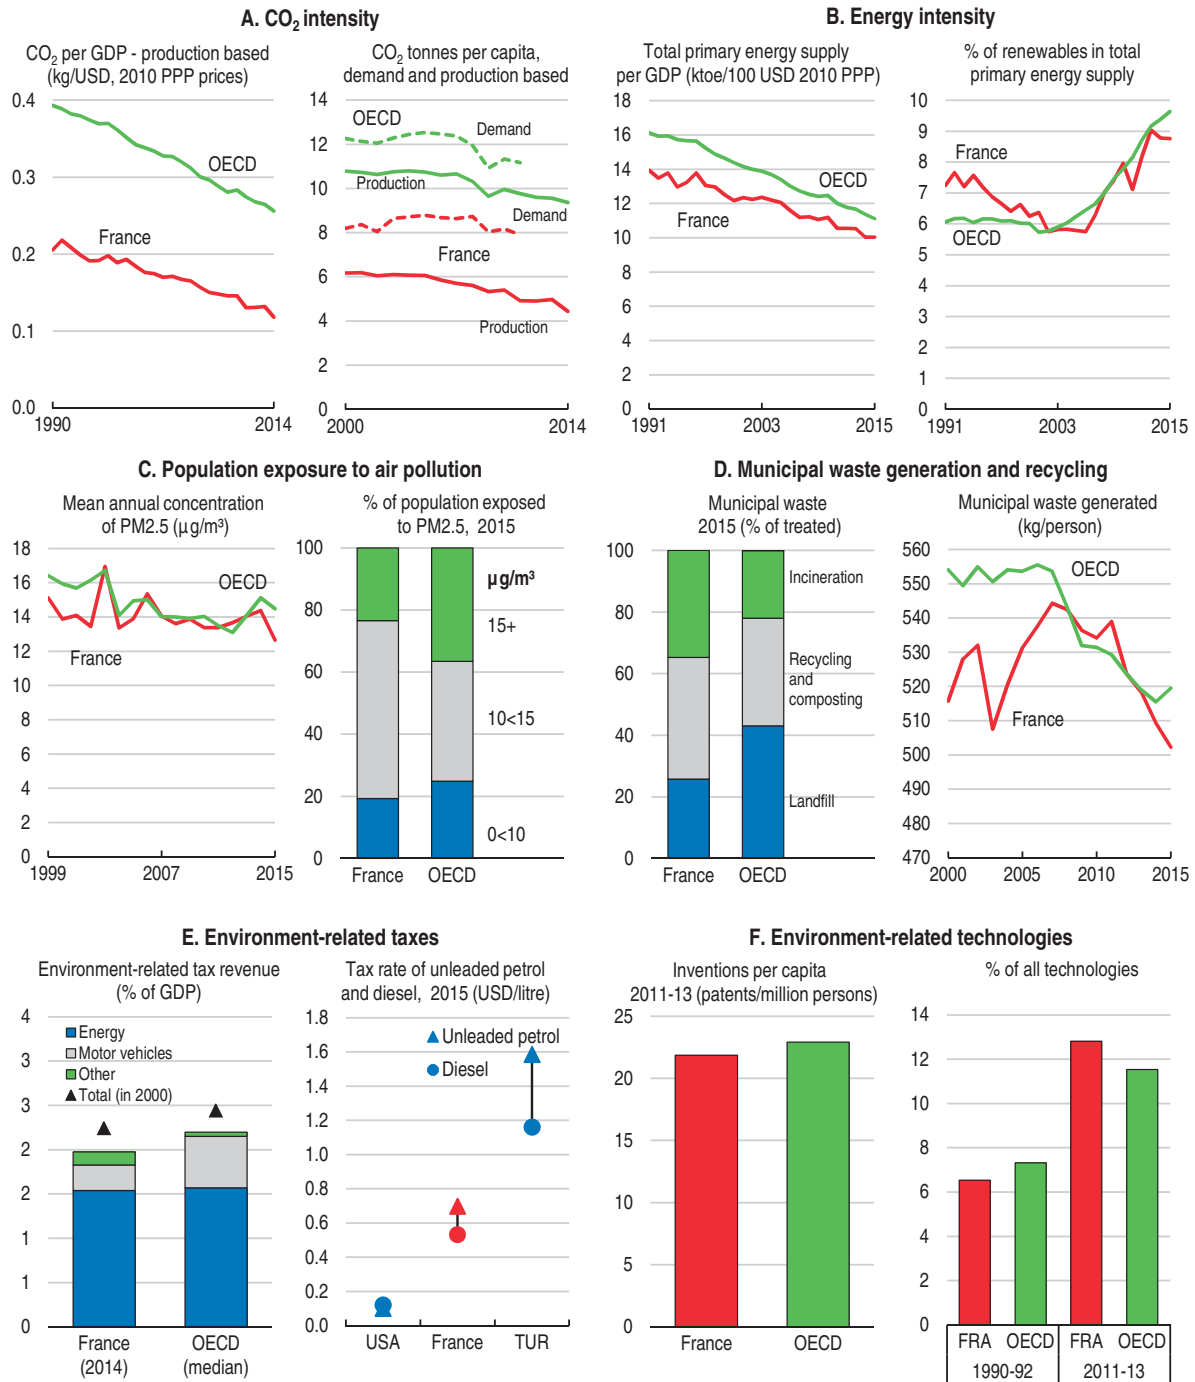 A. CO₂ intensity
CO₂ per GDP - production based
(kg/USD, 2010 PPP prices)
0.4
0.3
0.2
0.1
0.0
OECD
France
1990
2014
CO₂ tonnes per capita,
demand and production based
14
12
10
8
6
4
2
0
OECD
Demand
Production
Demand
France
Production
2000
2014
B. Energy intensity
Total primary energy supply
per GDP (ktoe/100 USD 2010 PPP)
18
16
14
12
10
8
6
4
2
0
OECD
France
1991
2003
2015
% of renewables in total
primary energy supply
10
9
8
7
6
5
4
3
2
1
0
France
OECD
1991
2003
2015
C. Population exposure to air pollution
Mean annual concentration
of PM2.5 (µg/m³)
18
16
14
12
10
8
6
4
2
0
OECD
France
1999
2007
2015
% of population exposed
to PM2.5, 2015
100
80
60
40
20
0
µg/m³
15+
10<15
0<10
France
OECD
D. Municipal waste generation and recycling
Municipal waste
2015 (% of treated)
100
80
60
40
20
0
Incineration
Recycling
and
composting
Landfill
France
OECD
Municipal waste generated
(kg/person)
560
550
540
530
520
510
500
490
480
470
OECD
France
2000
2005
2010
2015
E. Environment-related taxes
Environment-related tax revenue
(% of GDP)
4
3
3
2
2
1
1
0
Energy
Motor vehicles
Other
Total (in 2000)
France
(2014)
OECD
(median)
Tax rate of unleaded petrol
and diesel, 2015 (USD/litre)
1.8
1.6
1.4
1.2
1.0
0.8
0.6
0.4
0.2
0.0
Unleaded petrol
Diesel
USA
France
TUR
F. Environment-related technologies
Inventions per capita
2011-13 (patents/million persons)
25
20
15
10
5
0
France
OECD
% of all technologies
14
12
10
8
6
4
2
0
FRA
OECD
FRA
OECD
1990-92
2011-13